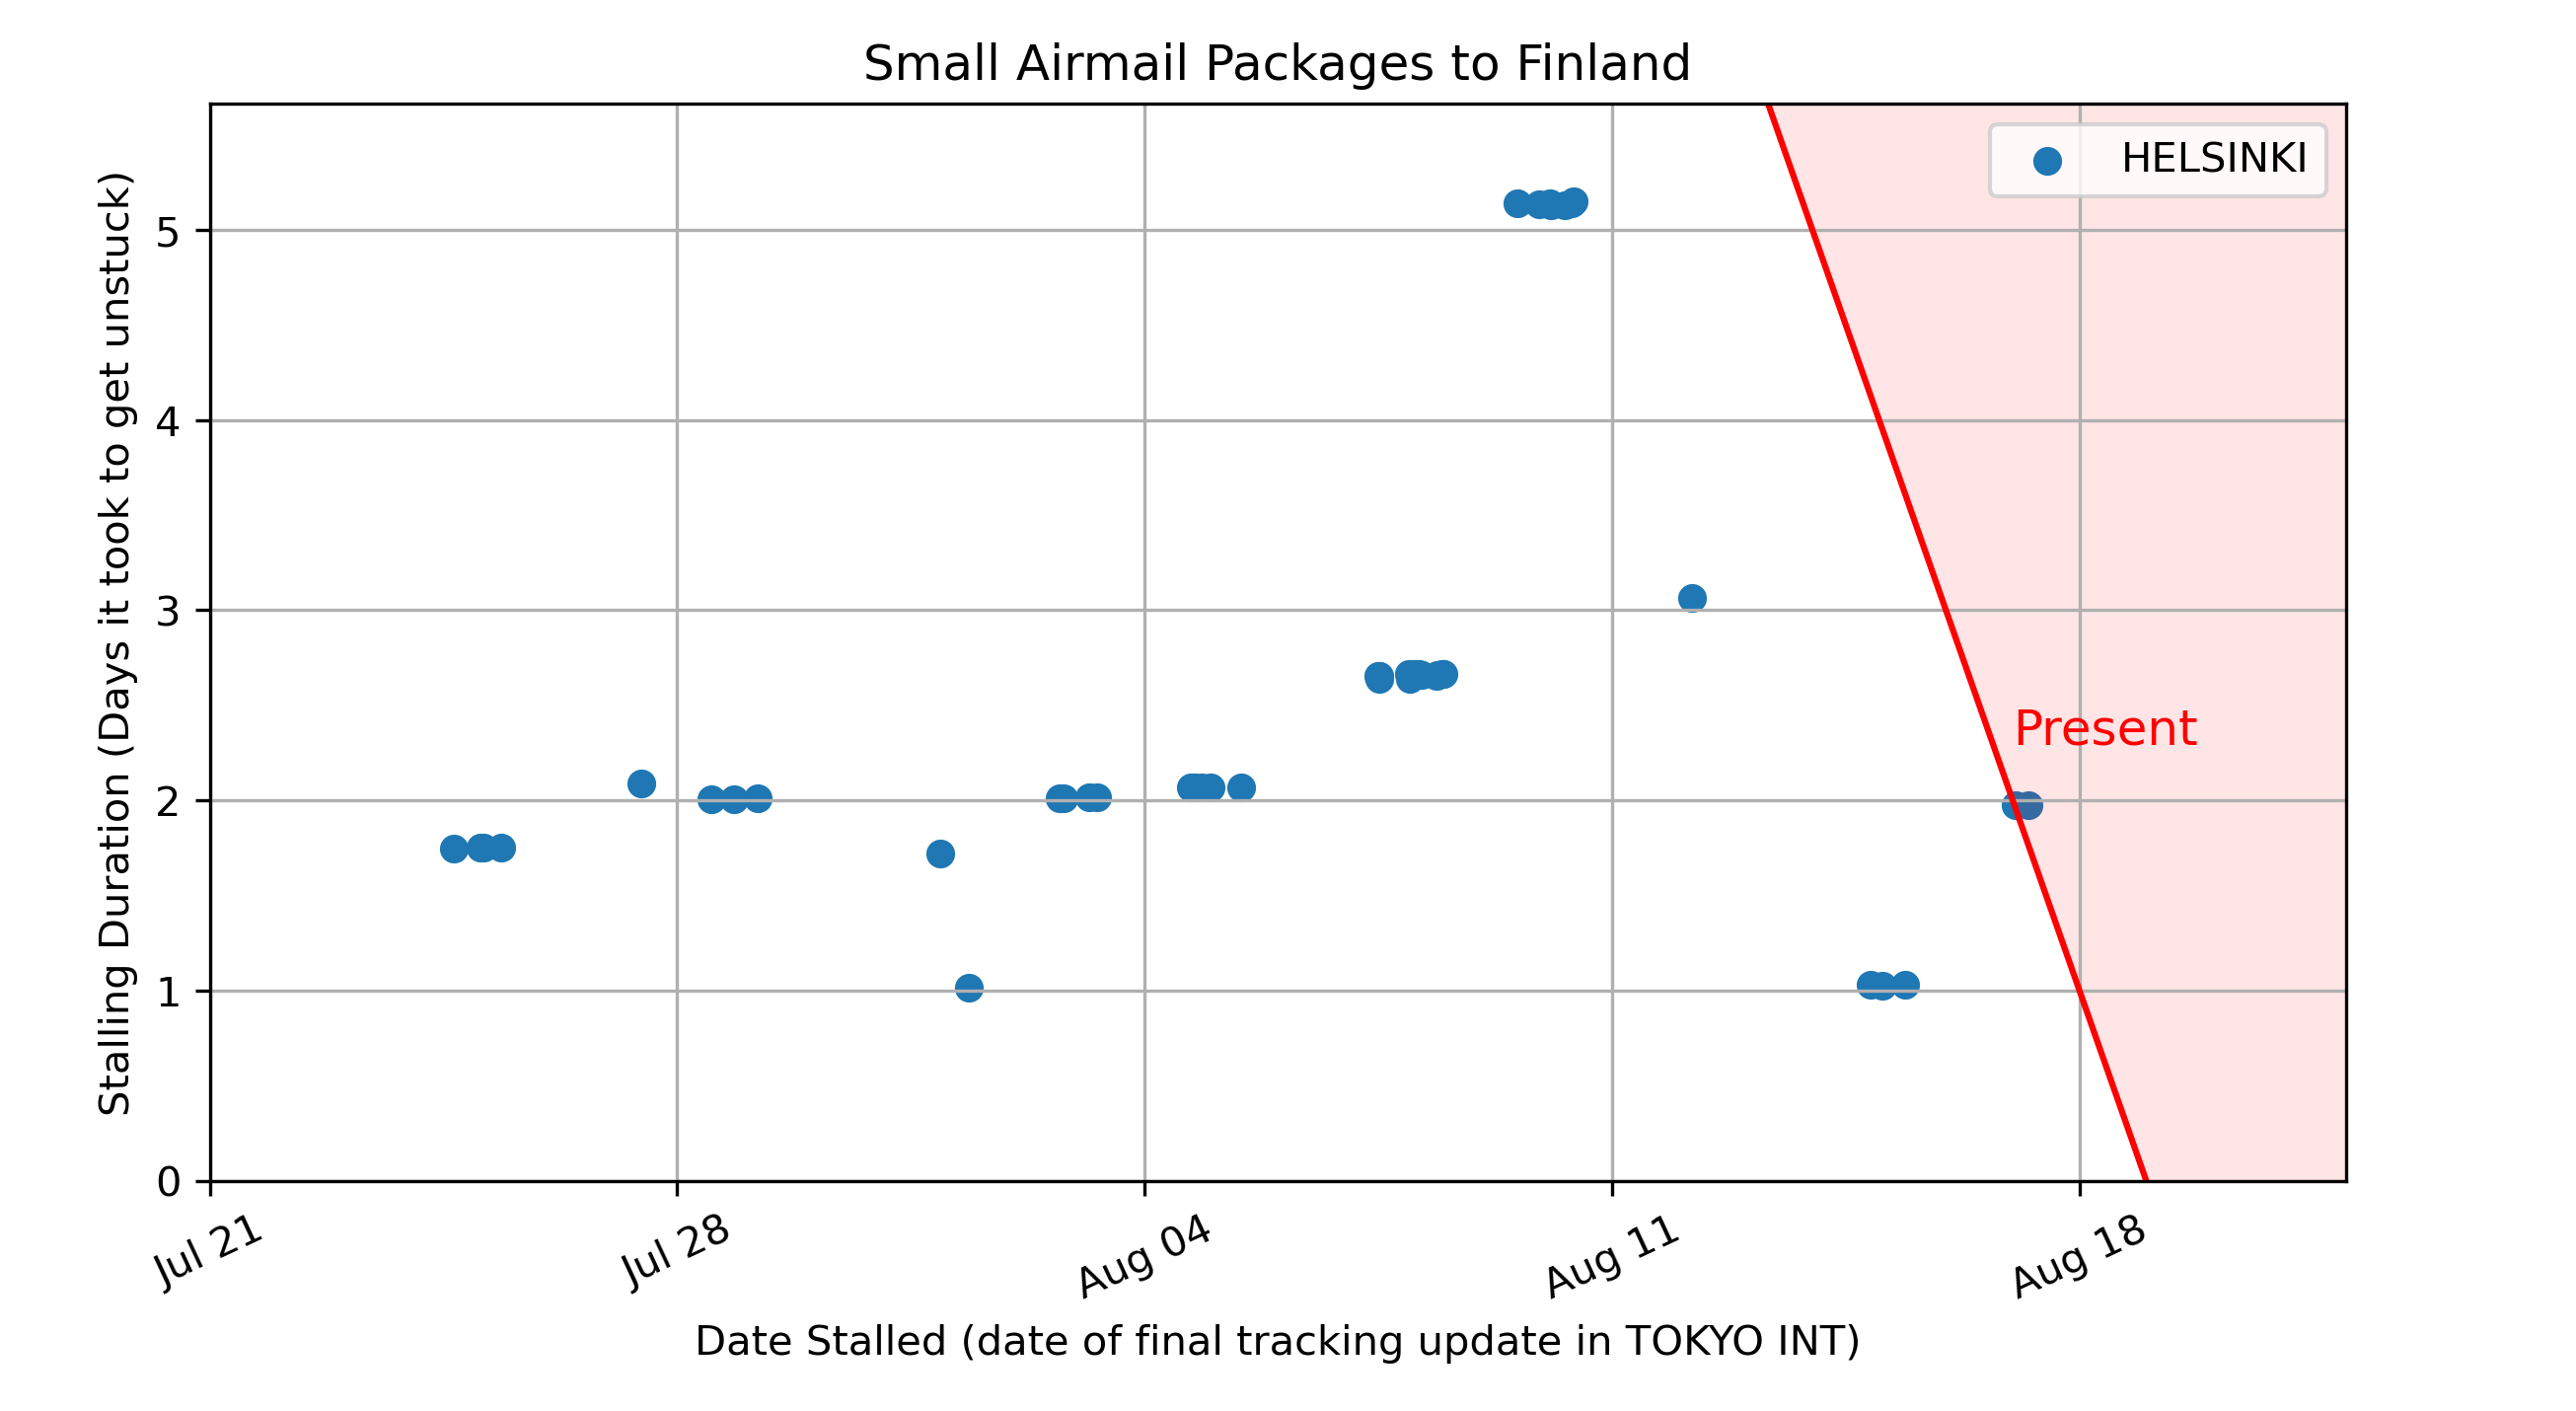 Small Airmail Packages to Finland
HELSINKI
Stalling Duration (Days it took to get unstuck)
5
4
3
2
1
0
Present
Jul 21
Jul 28
Aug 04
Aug 11
Aug 18
Date Stalled (date of final tracking update in TOKYO INT)